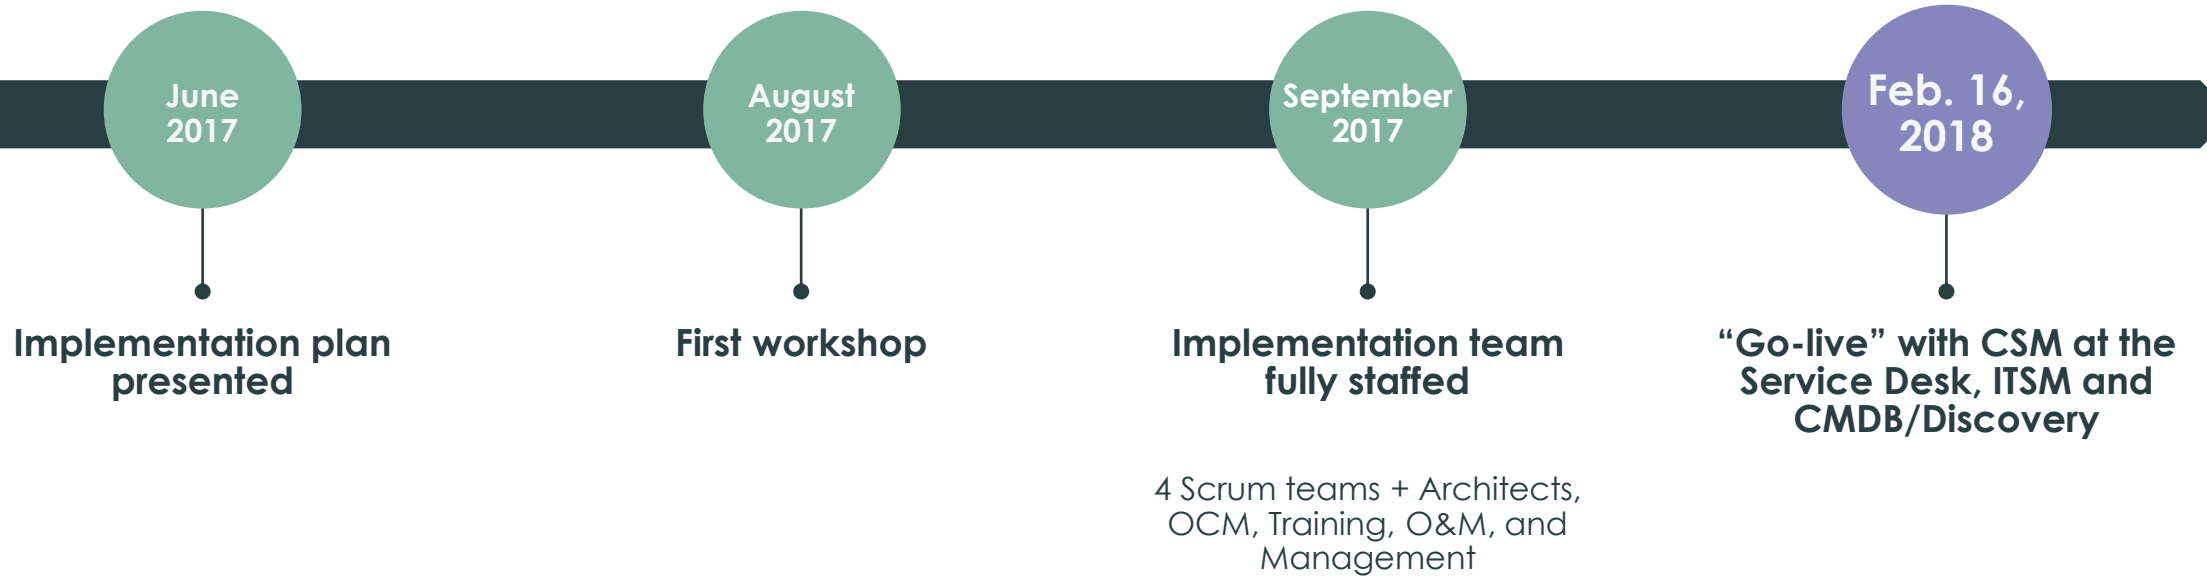 June
2017
August
2017
September
2017
Feb. 16,
2018
Implementation plan
presented
First workshop
Implementation team
fully staffed
4 Scrum teams + Architects,
OCM, Training, O&M, and
Management
“Go-live” with CSM at the
Service Desk, ITSM and
CMDB/Discovery